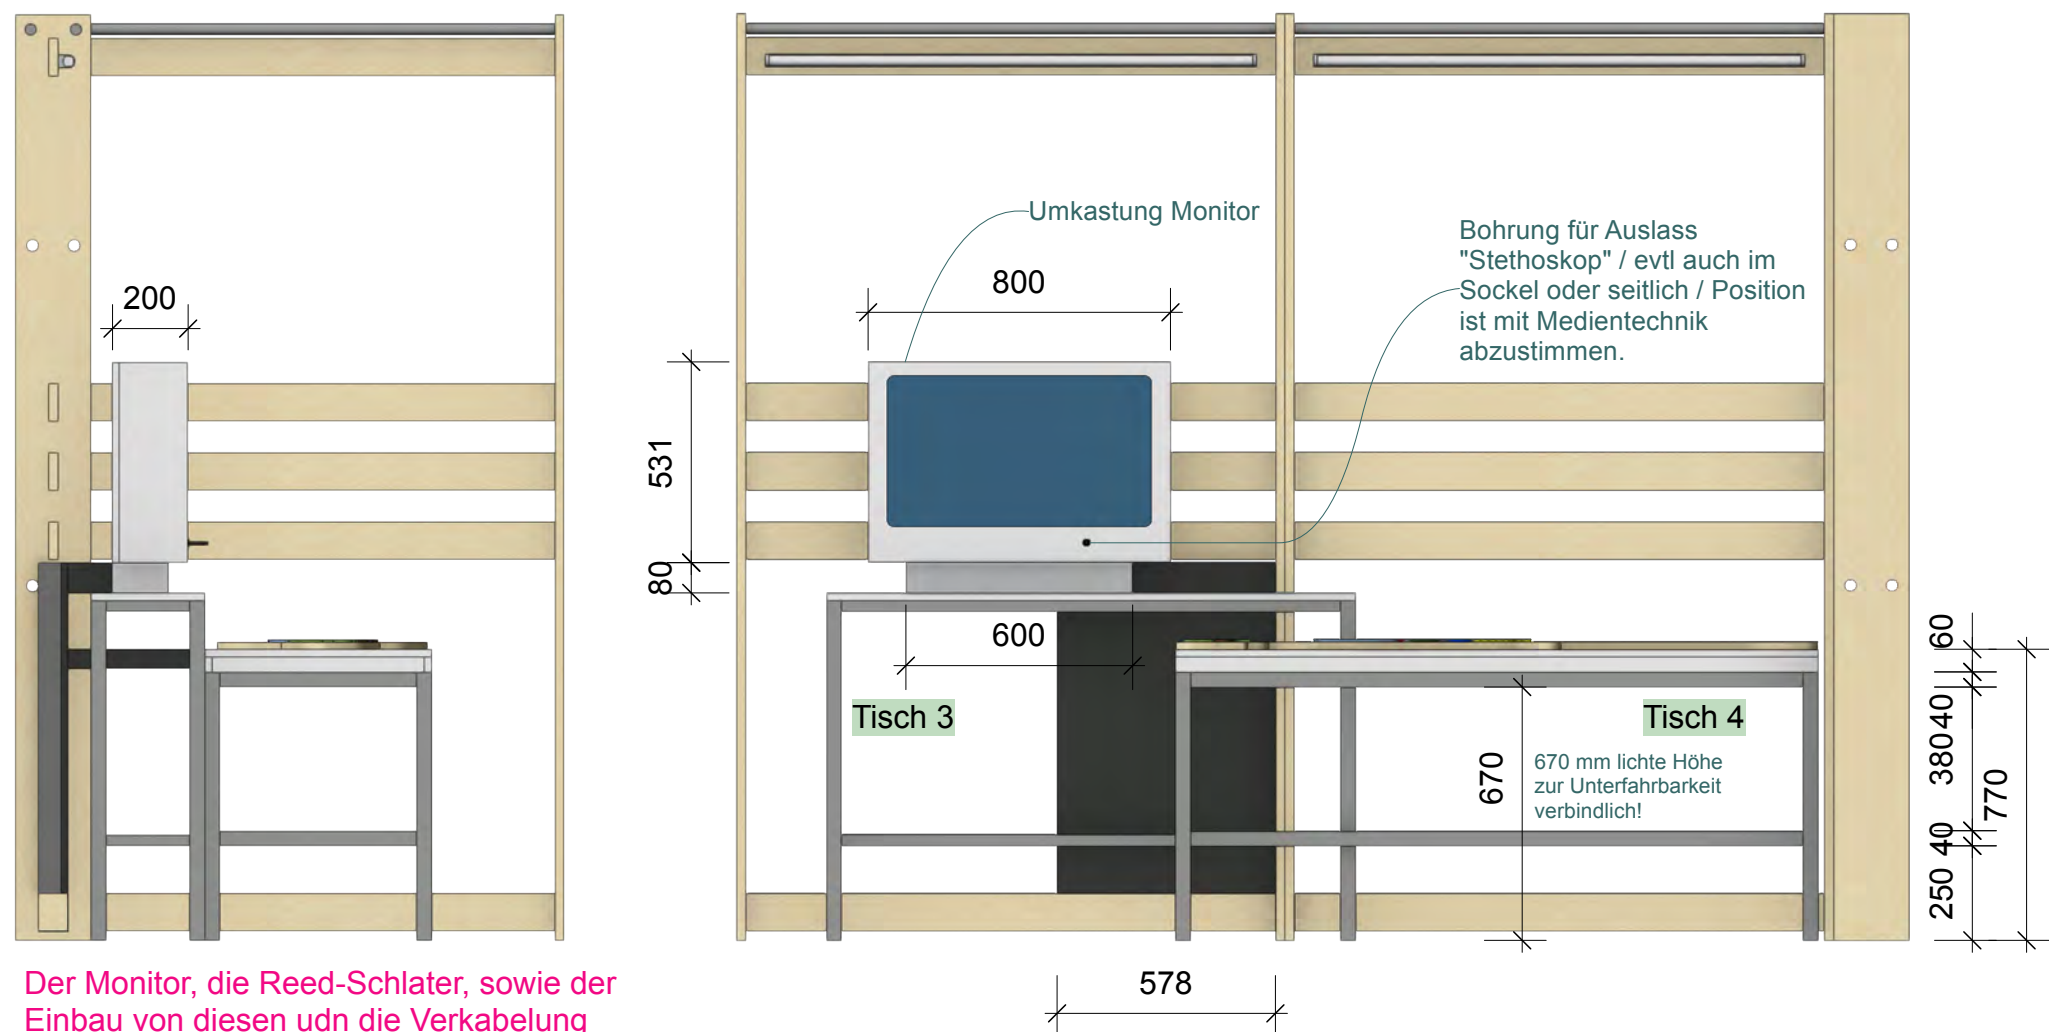 Umkastung Monitor
Bohrung für Auslass
"Stethoskop" / evtl auch im
Sockel oder seitlich / Position
ist mit Medientechnik
abzustimmen.
200
800
531
80
600
60
Tisch 3
Tisch 4
40
380
670
670 mm lichte Höhe
zur Unterfahrbarkeit
verbindlich!
770
40
250
578
Der Monitor, die Reed-Schlater, sowie der
Einbau von diesen udn die Verkabelung